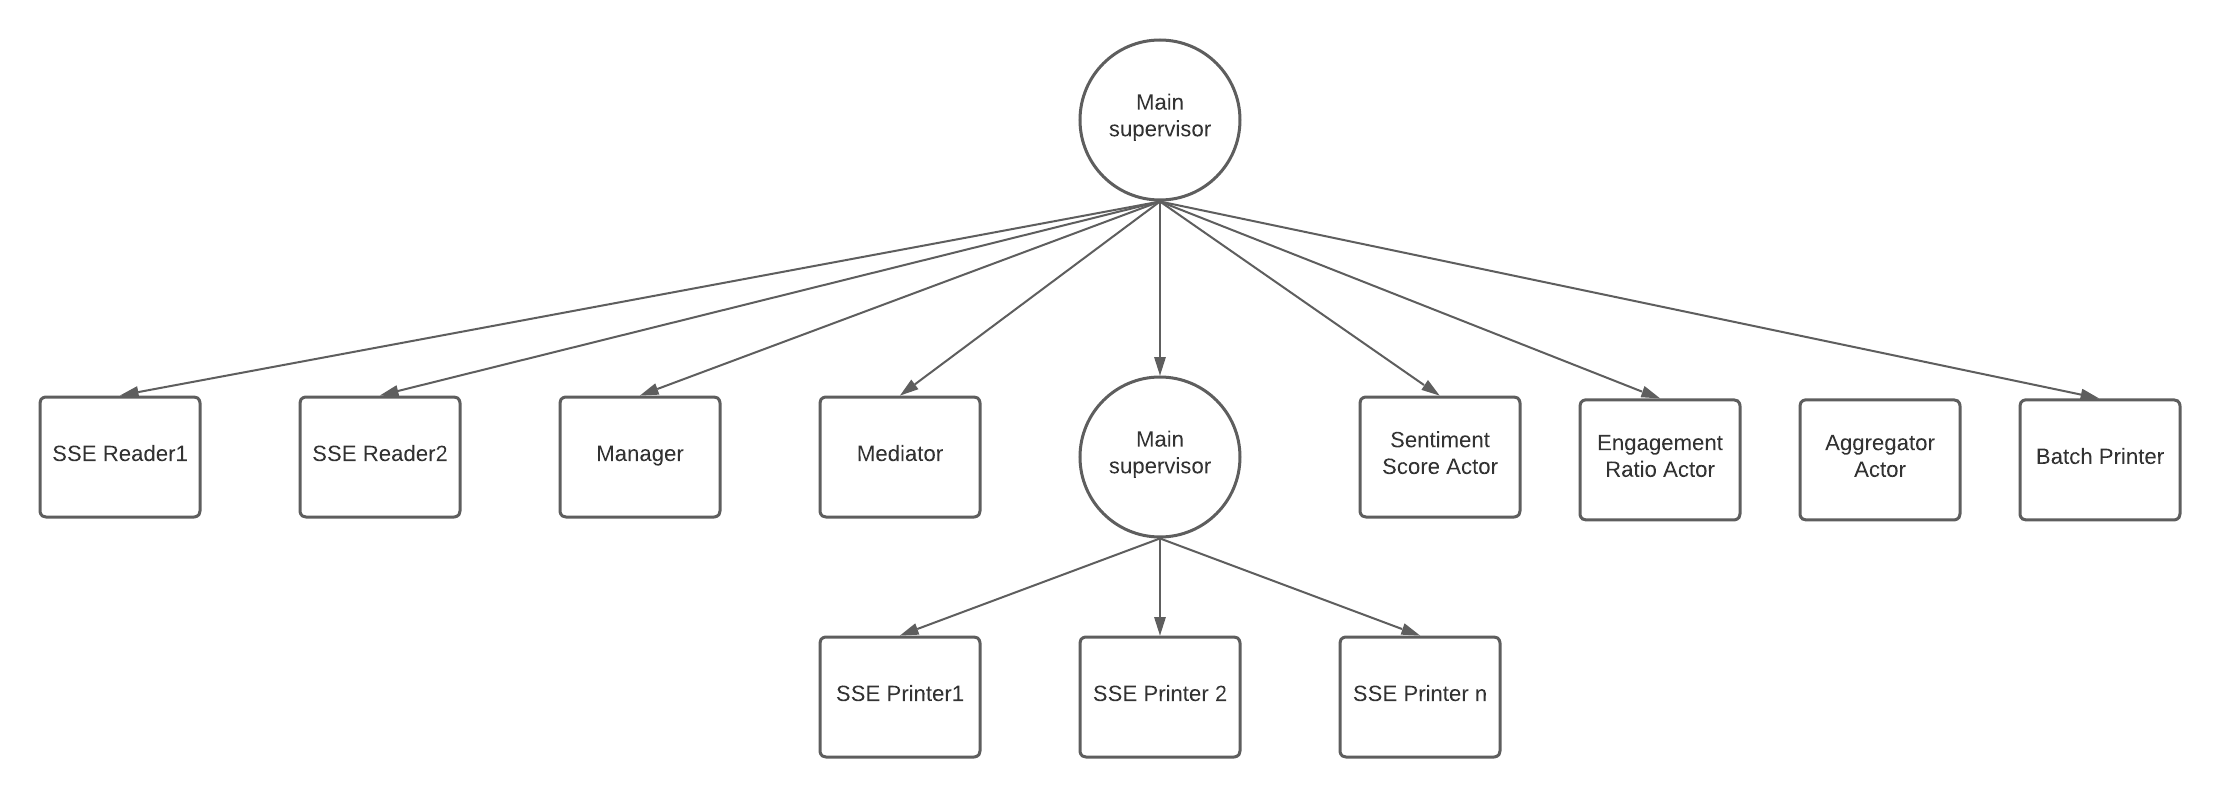 Main
supervisor
SSE Reader1
SSE Reader2
Manager
Mediator
Main
supervisor
Sentiment
Score Actor
Engagement
Ratio Actor
Aggregator
Actor
Batch Printer
SSE Printer1
SSE Printer 2
SSE Printer n